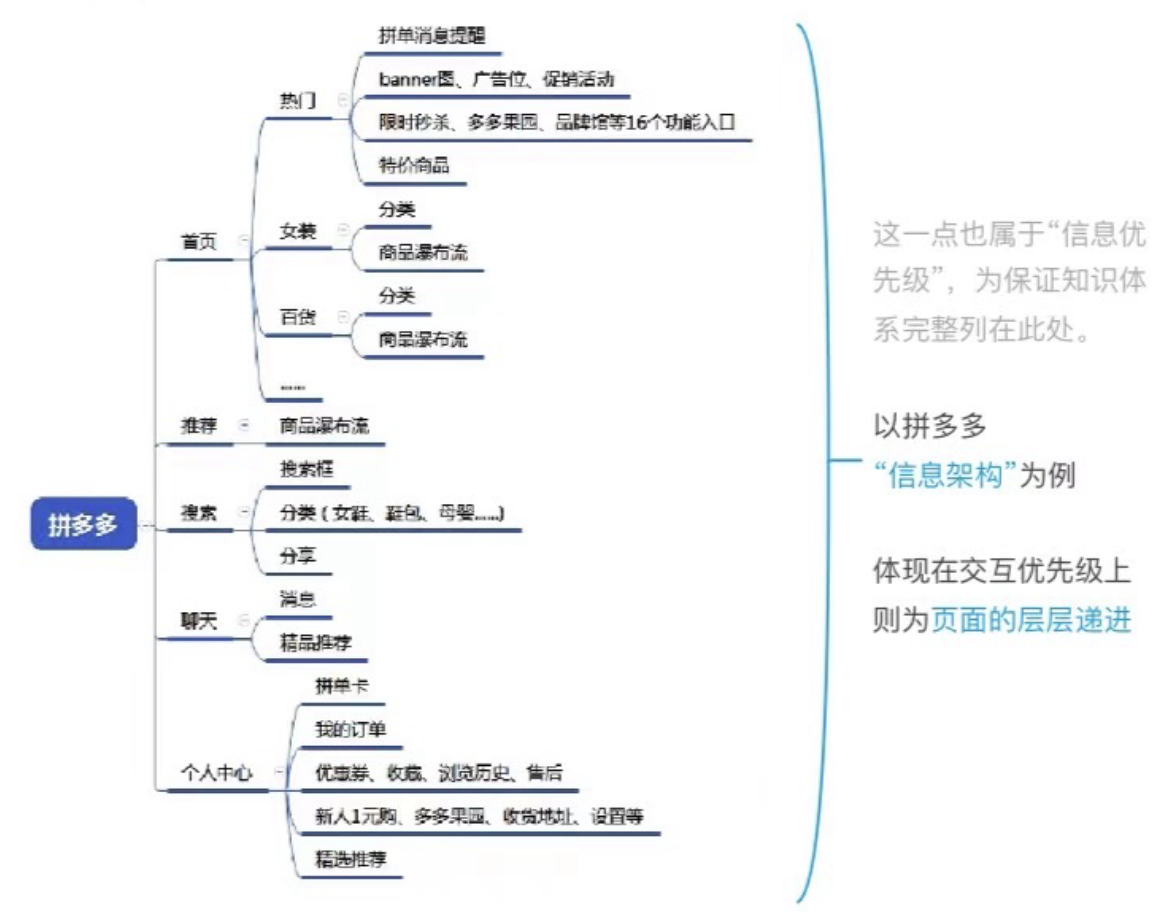 拼单消息提醒
banner图、广告位、促销活动
热门
限时秒杀、多多果园、品牌馆等16个功能入口
特价商品
分类
女装
商品瀑布流
首页
分类
百货
商品瀑布流
......
推荐
商品瀑布流
搜索框
搜索
分类（女鞋、鞋包、母婴......)
分享
拼多多
消息
聊天
精品推荐
拼单卡
我的订单
个人中心
优惠券、收藏、浏览历史、售后
新人1元购、多多果园、收货地址、设置等
精选推荐
这一点也属于“信息优
先级”，为保证知识体
系完整列在此处。
以拼多多
“信息架构”为例
体现在交互优先级上
则为页面的层层递进